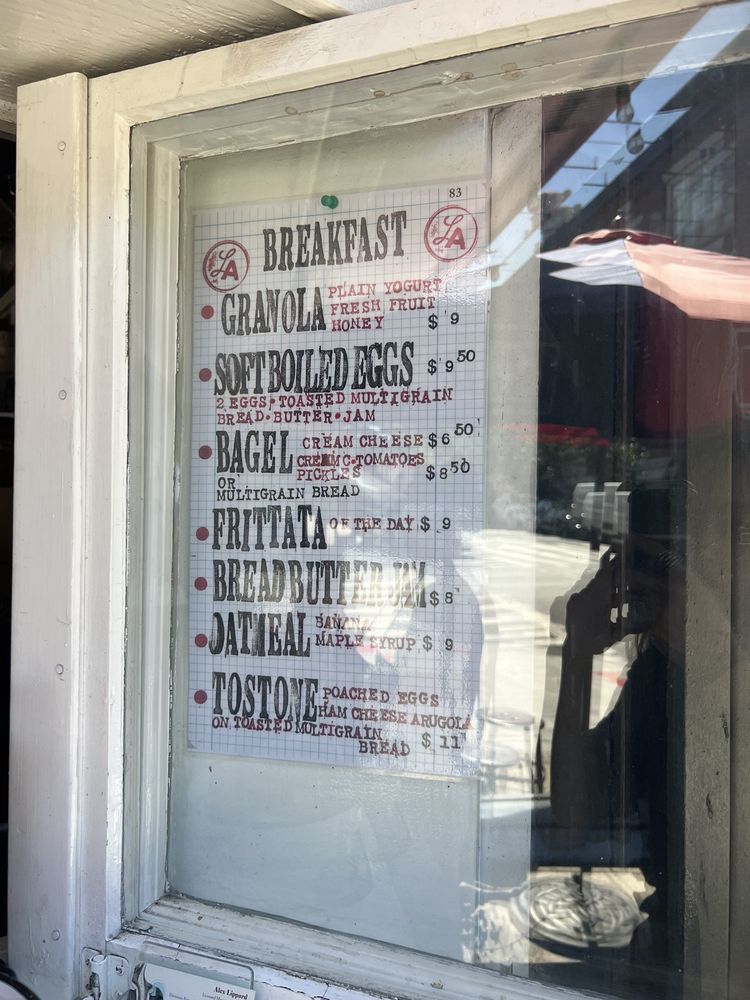 83
LA BREAKFAST LA
GRANOLA PLAIN YOGURT
FRESH FRUIT
HONEY $ 9
SOFT BOILED EGGS $ 9 50
2 EGGS • TOASTED MULTIGRAIN
BREAD • BUTTER • JAM
BAGEL CREAM CHEESE $ 6 50
CREAM C • TOMATOES
PICKLES $ 8 50
OR
MULTIGRAIN BREAD
FRITTATA OF THE DAY $ 9
BREAD BUTTER JAM $ 8
OATMEAL BANANA
MAPLE SYRUP $ 9
TOSTONE POACHED EGGS
HAM CHEESE ARUGOLA
ON TOASTED MULTIGRAIN
BREAD $ 11
Alex Lippard